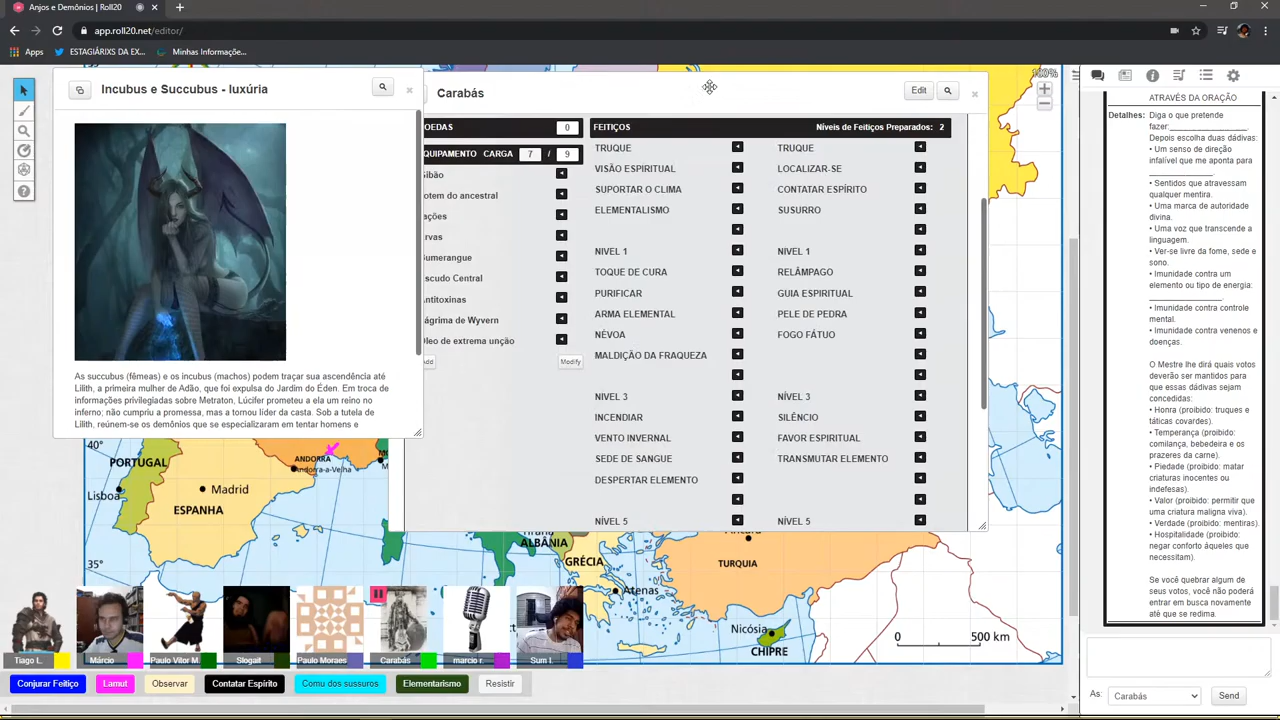 Anjos e Demônios | Roll20
app.roll20.net/editor/
Apps
ESTAGIÁRIXS DA EX...
Minhas Informaçõe...
Incubus e Succubus - luxúria
As succubus (fêmeas) e os incubus (machos) podem traçar sua ascendência até
Lilith, a primeira mulher de Adão, que foi expulsa do Jardim do Éden. Em troca de
informações privilegiadas sobre Metraton, Lúcifer prometeu a ela um reino no
inferno; não cumpriu a promessa, mas a tornou líder da casta. Sob a tutela de
Lilith, reúnem-se os demônios que se especializaram em tentar homens e
Carabás
Edit
OEDAS 0
QUIPAMENTO CARGA 7 / 9
Gibão
otem do ancestral
ações
rvas
umerangue
scudo Central
Antitoxinas
ágrima de Wyvern
Óleo de extrema unção
Add
Modify
FEITIÇOS Níveis de Feitiços Preparados: 2
TRUQUE TRUQUE
VISÃO ESPIRITUAL LOCALIZAR-SE
SUPORTAR O CLIMA CONTATAR ESPÍRITO
ELEMENTALISMO SUSURRO
NIVEL 1 NIVEL 1
TOQUE DE CURA RELÂMPAGO
PURIFICAR GUIA ESPIRITUAL
ARMA ELEMENTAL PELE DE PEDRA
NÉVOA FOGO FÁTUO
MALDIÇÃO DA FRAQUEZA
NÍVEL 3 NÍVEL 3
INCENDIAR SILÊNCIO
VENTO INVERNAL FAVOR ESPIRITUAL
SEDE DE SANGUE TRANSMUTAR ELEMENTO
DESPERTAR ELEMENTO
NÍVEL 5 NÍVEL 5
100%
40°
35°
PORTUGAL
Lisboa
Madrid
ESPANHA
ANDORRA
Andorra-a-Velha
ALBÂNIA
GRÉCIA
Atenas
TURQUIA
Nicósia
CHIPRE
0 500 km
Tiago L.
Márcio
Paulo Vitor M.
Slogait
Paulo Moraes
Carabás
marcio r.
Sum I.
Conjurar Feitiço
Lamut
Observar
Contatar Espírito
Comu dos sussuros
Elementarismo
Resistir
ATRAVÉS DA ORAÇÃO
Detalhes: Diga o que pretende
fazer:___________________.
Depois escolha duas dádivas:
• Um senso de direção
infalível que me aponta para
_______________.
• Sentidos que atravessam
qualquer mentira.
• Uma marca de autoridade
divina.
• Uma voz que transcende a
linguagem.
• Ver-se livre da fome, sede e
sono.
• Imunidade contra um
elemento ou tipo de energia:
_________________.
• Imunidade contra controle
mental.
• Imunidade contra venenos e
doenças.
O Mestre lhe dirá quais votos
deverão ser mantidos para
que essas dádivas sejam
concedidas:
• Honra (proibido: truques e
táticas covardes).
• Temperança (proibido:
comilança, bebedeira e os
prazeres da carne).
• Piedade (proibido: matar
criaturas inocentes ou
indefesas).
• Valor (proibido: permitir que
uma criatura maligna viva).
• Verdade (proibido: mentiras).
• Hospitalidade (proibido:
negar conforto àqueles que
necessitam).
Se você quebrar algum de
seus votos, você não poderá
entrar em busca novamente
até que se redima.
As: Carabás
Send